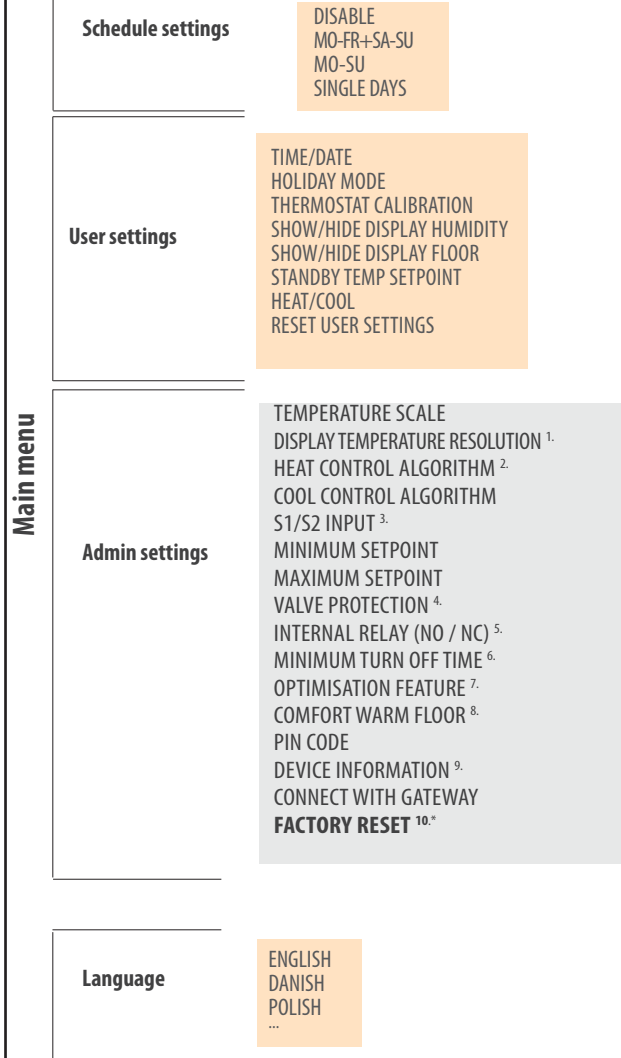 Main menu
Schedule settings
DISABLE
MO-FR+SA-SU
MO-SU
SINGLE DAYS
User settings
TIME/DATE
HOLIDAY MODE
THERMOSTAT CALIBRATION
SHOW/HIDE DISPLAY HUMIDITY
SHOW/HIDE DISPLAY FLOOR
STANDBY TEMP SETPOINT
HEAT/COOL
RESET USER SETTINGS
Admin settings
TEMPERATURE SCALE
DISPLAY TEMPERATURE RESOLUTION 1.
HEAT CONTROL ALGORITHM 2.
COOL CONTROL ALGORITHM
S1/S2 INPUT 3.
MINIMUM SETPOINT
MAXIMUM SETPOINT
VALVE PROTECTION 4.
INTERNAL RELAY (NO / NC) 5.
MINIMUM TURN OFF TIME 6.
OPTIMISATION FEATURE 7.
COMFORT WARM FLOOR 8.
PIN CODE
DEVICE INFORMATION 9.
CONNECT WITH GATEWAY
FACTORY RESET 10.*
Language
ENGLISH
DANISH
POLISH
...